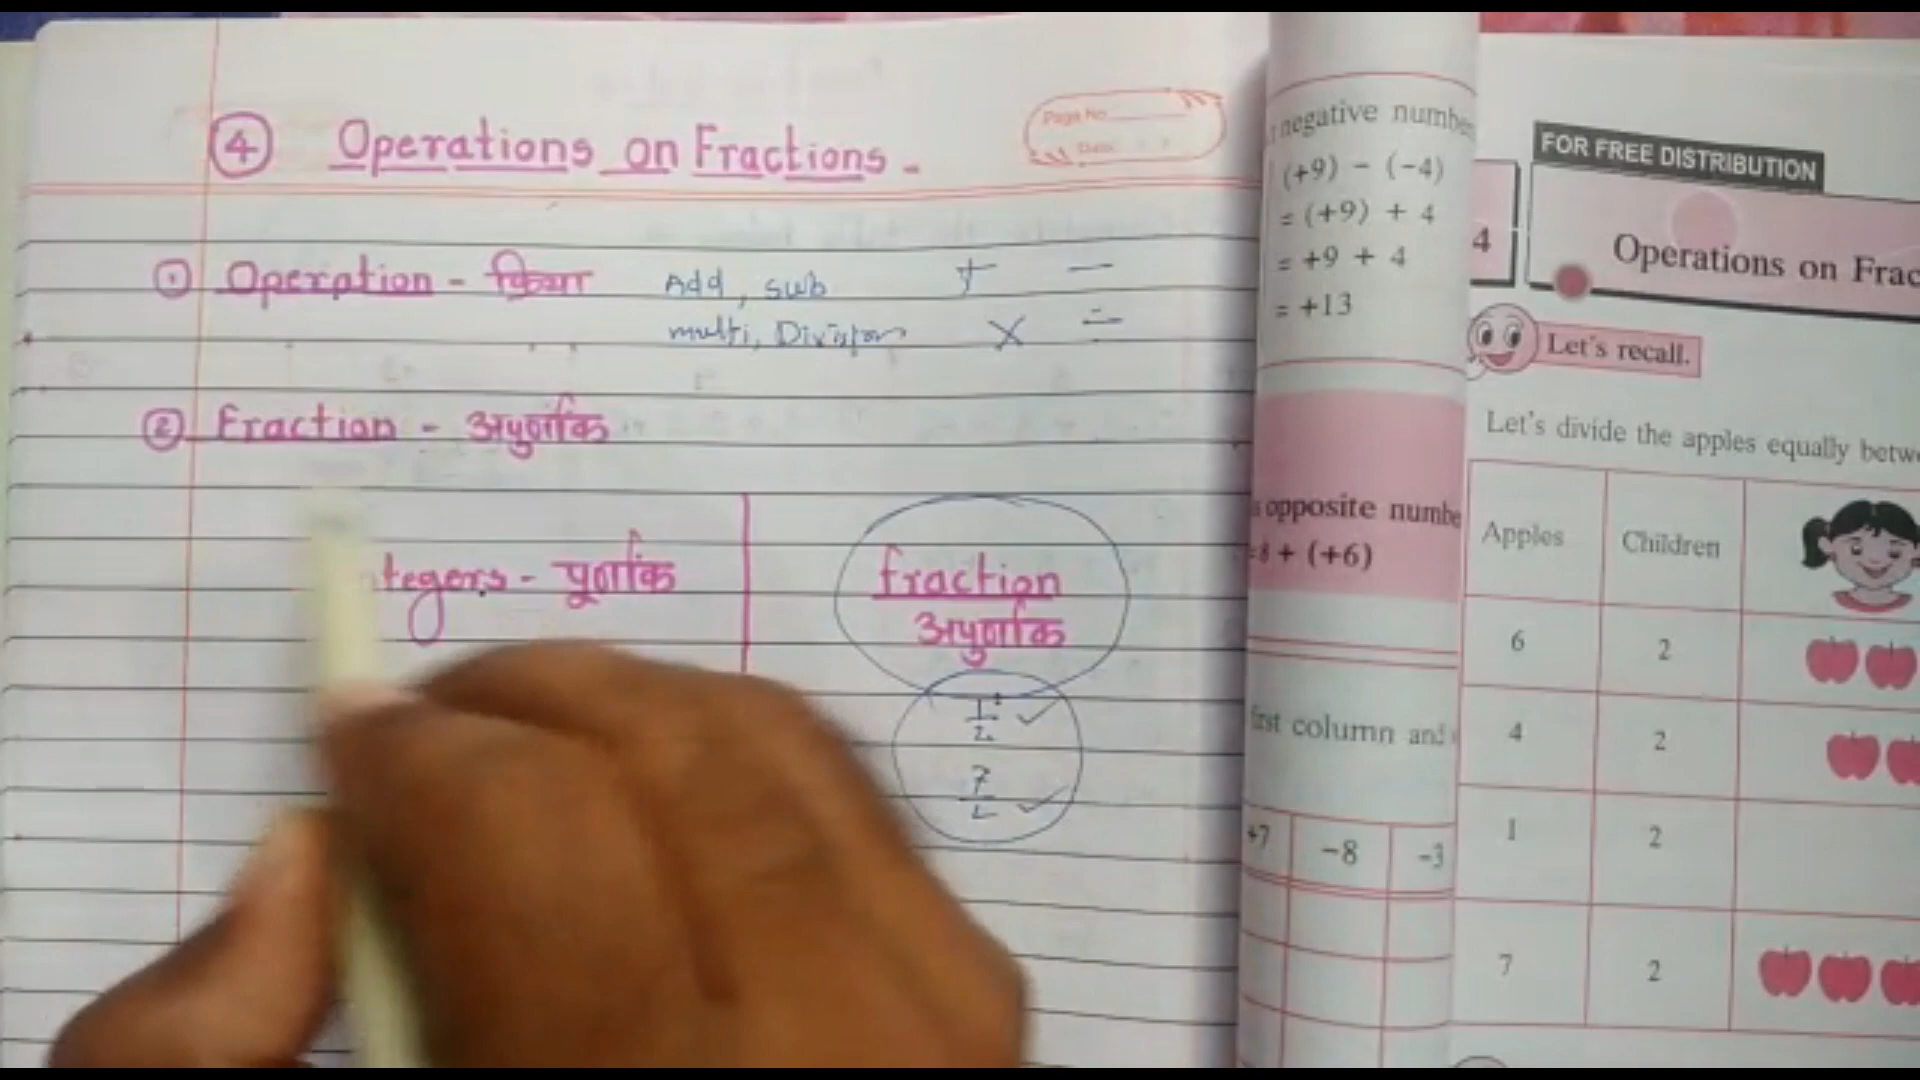 4 Operations on Fractions -
Page No.
Date
1 Operation - क्रिया Add, sub + -
multi, Division × ÷
2 Fraction - अपुर्णांक
ntegers - पूर्णांक
fraction
अपुर्णांक
1/2
7/2
negative numbe
(+9) - (-4)
= (+9) + 4
= +9 + 4
= +13
opposite numbe
8 + (+6)
first column and
+7 -8 -3
FOR FREE DISTRIBUTION
4 Operations on Frac
Let's recall.
Let's divide the apples equally betw
Apples Children
6 2
4 2
1 2
7 2